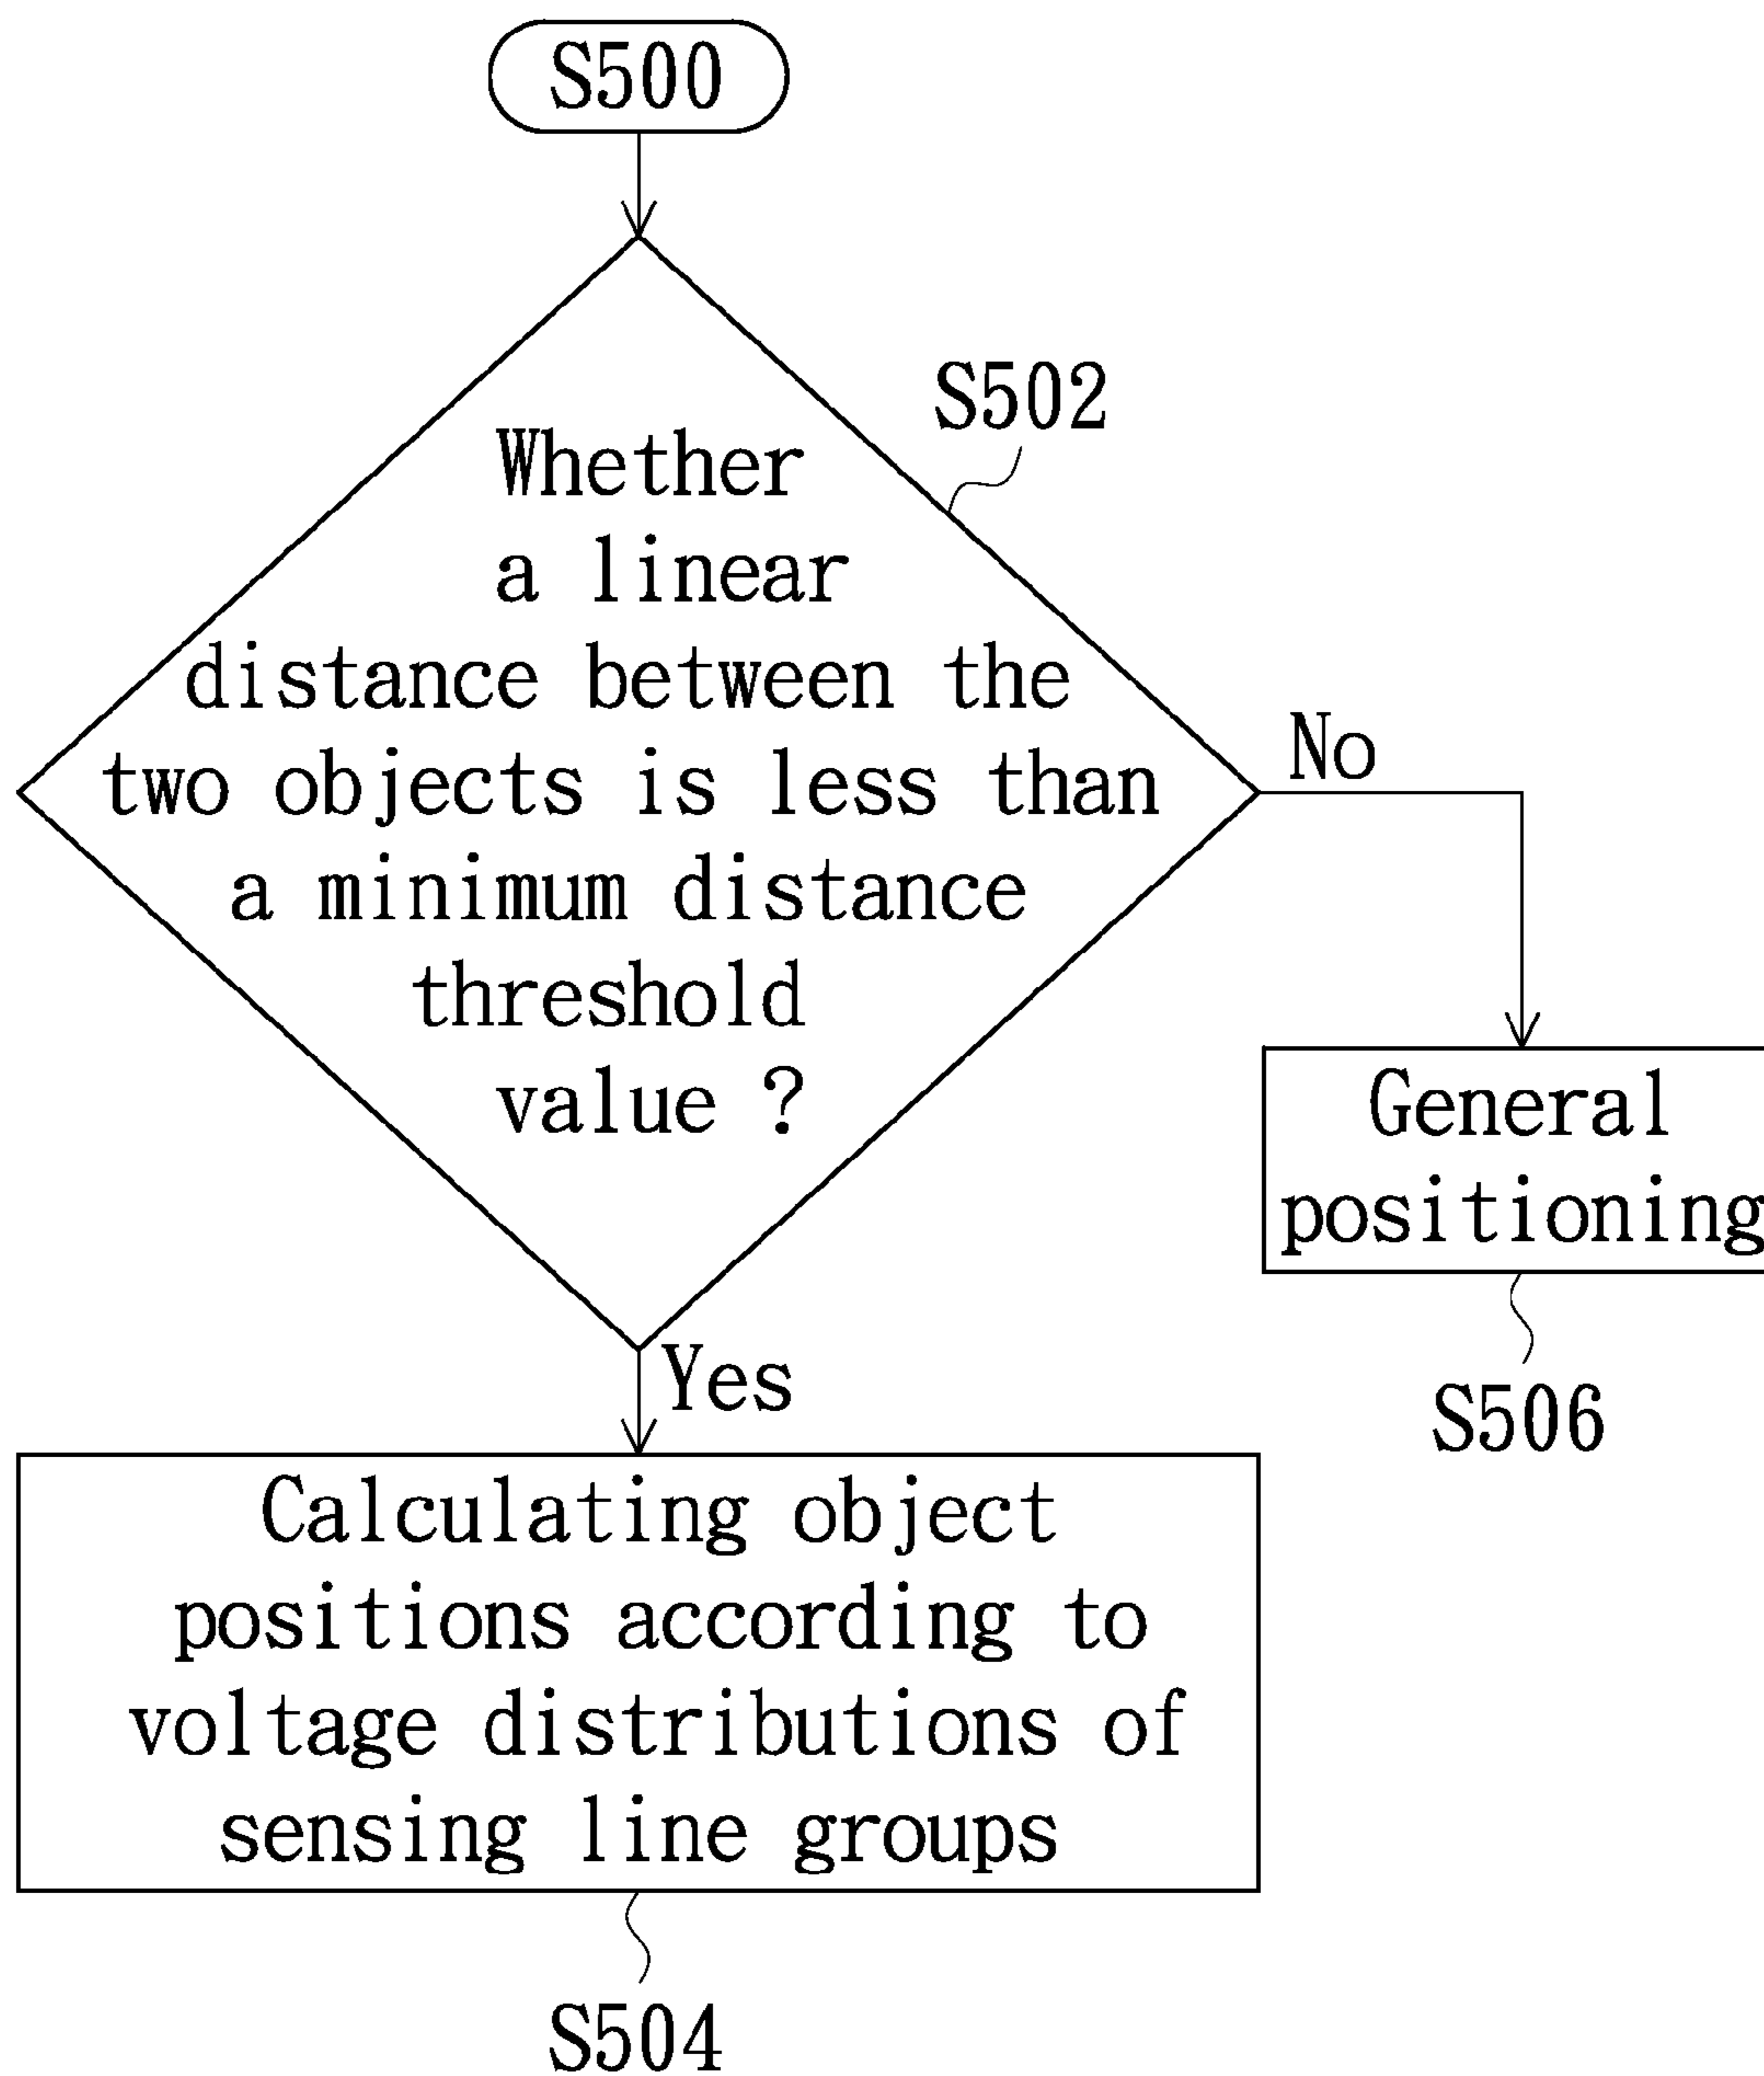 S500
S502
Whether
a linear
distance between the
two objects is less than
a minimum distance
threshold
value ?
No
General
positioning
S506
Yes
Calculating object
positions according to
voltage distributions of
sensing line groups
S504